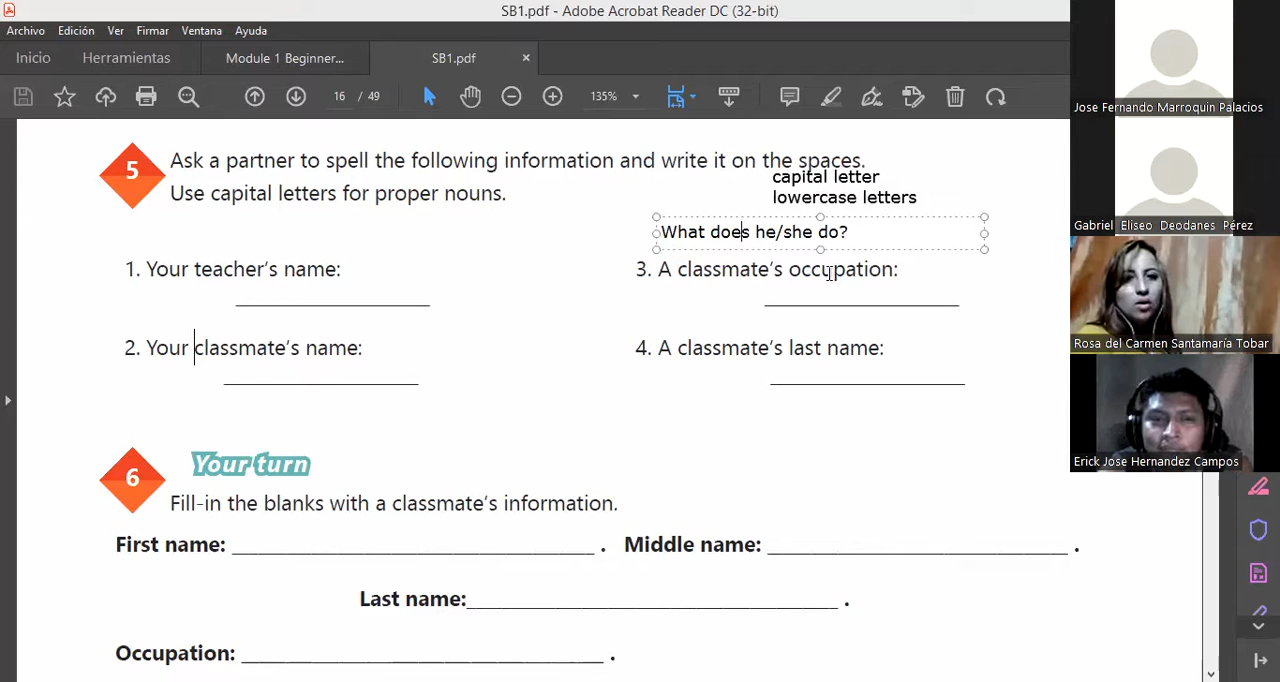 SB1.pdf - Adobe Acrobat Reader DC (32-bit)
Archivo Edición Ver Firmar Ventana Ayuda
Inicio Herramientas Module 1 Beginner... SB1.pdf ×
16 / 49 135%
5 Ask a partner to spell the following information and write it on the spaces.
Use capital letters for proper nouns.
capital letter
lowercase letters
What does he/she do?
1. Your teacher's name:
3. A classmate's occupation:
2. Your classmate's name:
4. A classmate's last name:
6 Your turn
Fill-in the blanks with a classmate's information.
First name: ______ . Middle name: ______ .
Last name: ______ .
Occupation: ______ .
Jose Fernando Marroquin Palacios
Gabriel Eliseo Deodanes Pérez
Rosa del Carmen Santamaría Tobar
Erick Jose Hernandez Campos